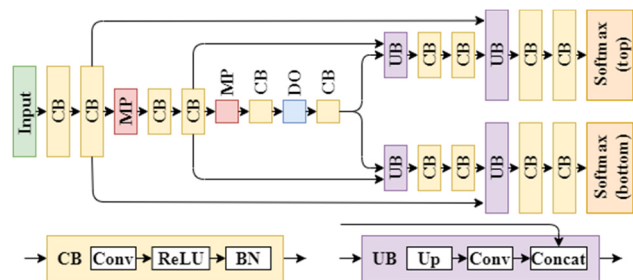 Input
CB
CB
MP
CB
CB
MP
CB
DO
CB
UB
CB
CB
UB
CB
CB
Softmax
(top)
UB
CB
CB
UB
CB
CB
Softmax
(bottom)
CB Conv ReLU BN
UB Up Conv Concat